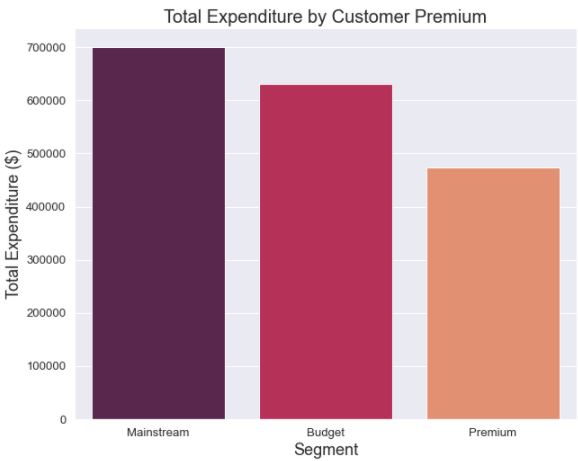 Total Expenditure by Customer Premium
700000
600000
500000
400000
300000
200000
100000
0
Total Expenditure ($)
Mainstream Budget Premium
Segment